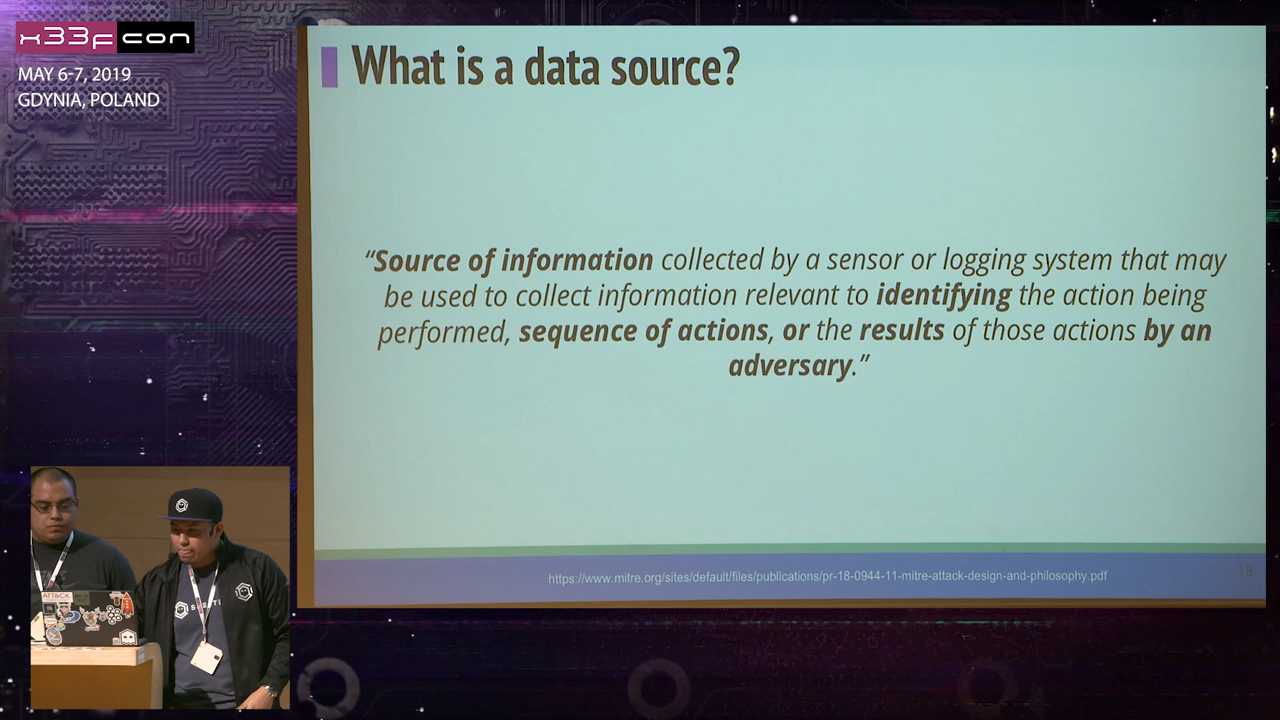 x33fcon
MAY 6-7, 2019
GDYNIA, POLAND
What is a data source?
“Source of information collected by a sensor or logging system that may
be used to collect information relevant to identifying the action being
performed, sequence of actions, or the results of those actions by an
adversary.”
https://www.mitre.org/sites/default/files/publications/pr-18-0944-11-mitre-attack-design-and-philosophy.pdf
18
ATT&CK